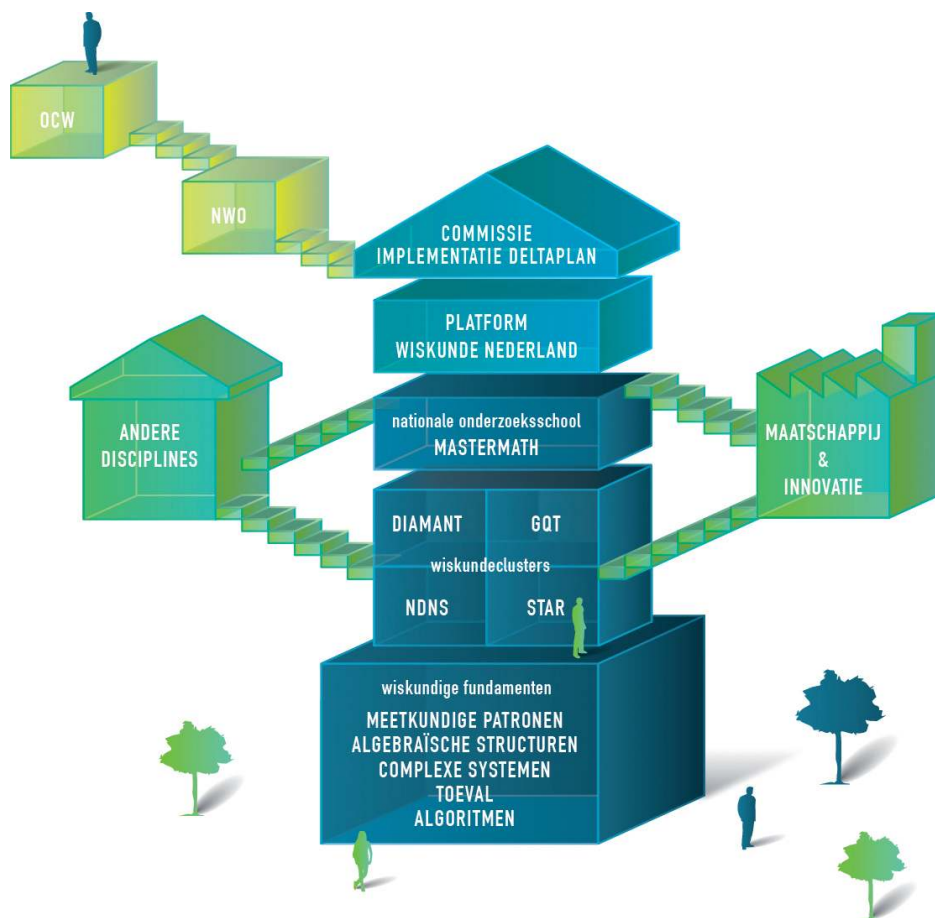 OCW
NWO
COMMISSIE
IMPLEMENTATIE DELTAPLAN
PLATFORM
WISKUNDE NEDERLAND
ANDERE
DISCIPLINES
nationale onderzoeksschool
MASTERMATH
MAATSCHAPPIJ
&
INNOVATIE
DIAMANT
GQT
wiskundeclusters
NDNS
STAR
wiskundige fundamenten
MEETKUNDIGE PATRONEN
ALGEBRAÏSCHE STRUCTUREN
COMPLEXE SYSTEMEN
TOEVAL
ALGORITMEN